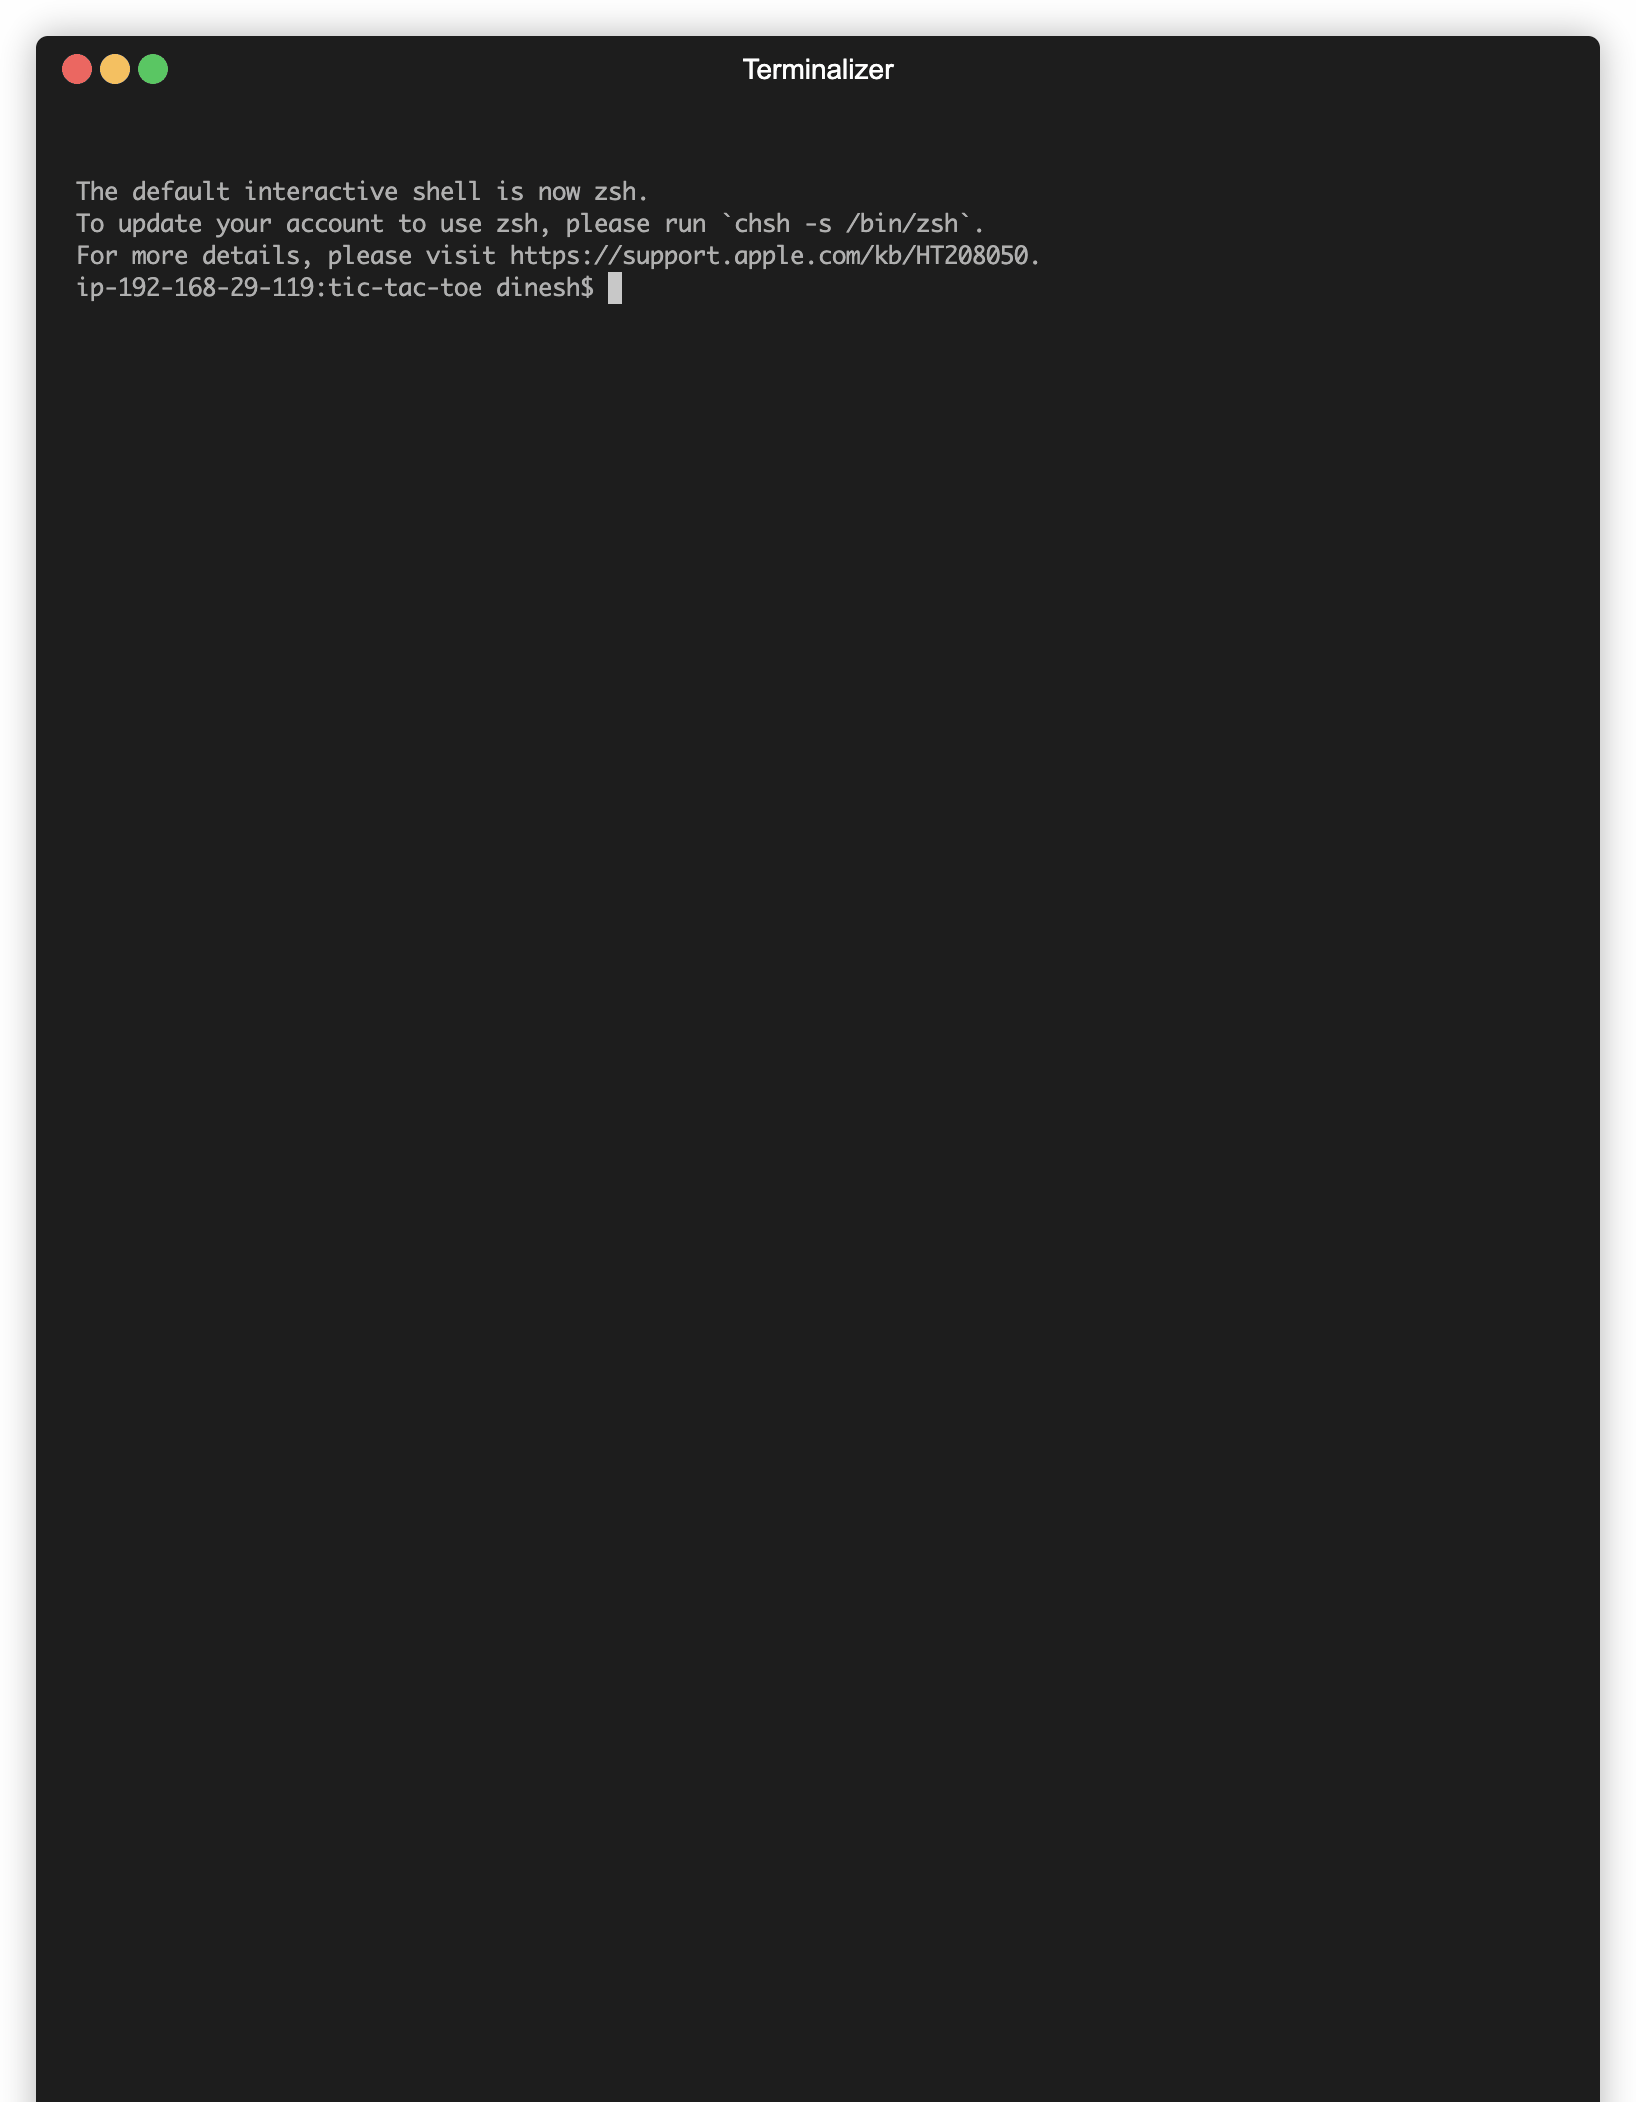 Terminalizer
The default interactive shell is now zsh.
To update your account to use zsh, please run `chsh -s /bin/zsh`.
For more details, please visit https://support.apple.com/kb/HT208050.
ip-192-168-29-119:tic-tac-toe dinesh$